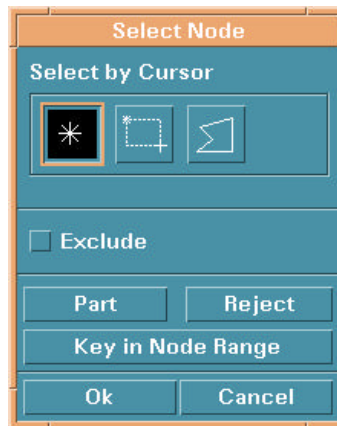 Select Node
Select by Cursor
Exclude
Part Reject
Key in Node Range
Ok Cancel